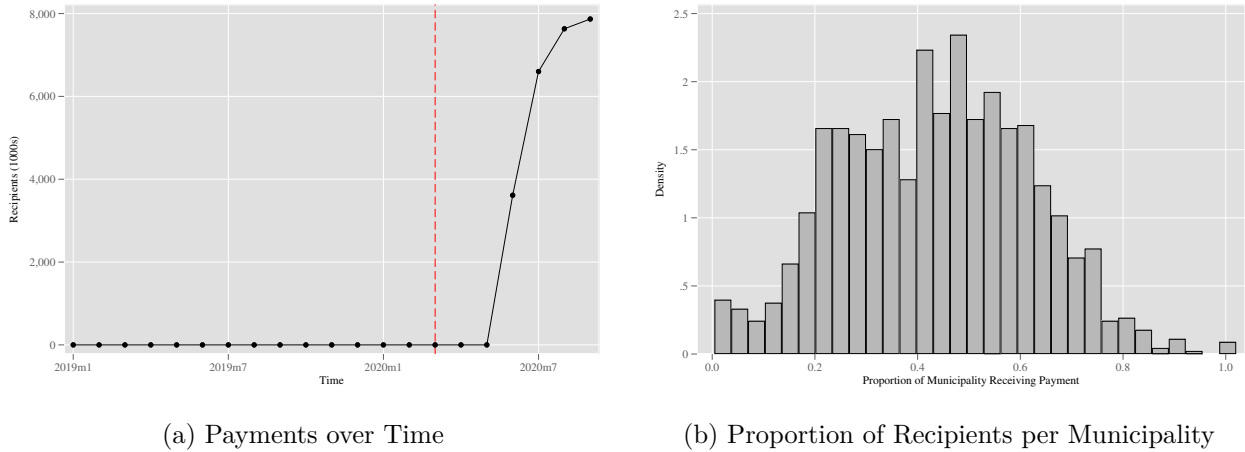 8,000
6,000
4,000
2,000
0
Recipients (1000s)
2019m1 2019m7 2020m1 2020m7
Time
(a) Payments over Time
2.5
2
1.5
1
.5
0
Density
0.0 0.2 0.4 0.6 0.8 1.0
Proportion of Municipality Receiving Payment
(b) Proportion of Recipients per Municipality